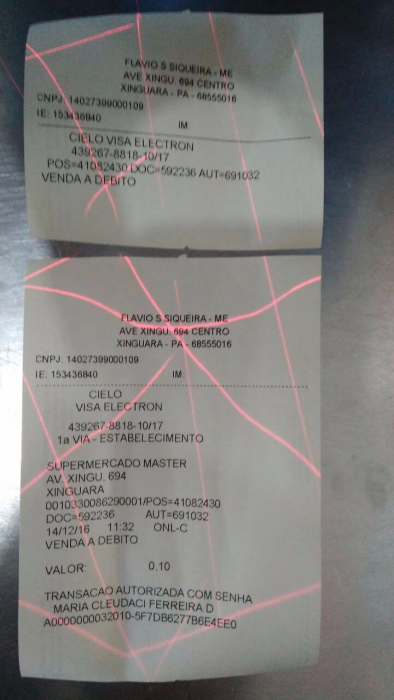 FLAVIO S SIQUEIRA - ME
AVE XINGU, 694 CENTRO
XINGUARA - PA - 68555016
CNPJ: 14027399000109
IE: 153436840 IM:
CIELO VISA ELECTRON
439267-8818-10/17
POS=41082430 DOC=592236 AUT=691032
VENDA A DEBITO
FLAVIO S SIQUEIRA - ME
AVE XINGU, 694 CENTRO
XINGUARA - PA - 68555016
CNPJ: 14027399000109
IE: 153436840 IM:
CIELO
VISA ELECTRON
439267-8818-10/17
1a VIA - ESTABELECIMENTO
SUPERMERCADO MASTER
AV. XINGU, 694
XINGUARA
0010330086290001/POS=41082430
DOC=592236 AUT=691032
14/12/16 11:32 ONL-C
VENDA A DEBITO
VALOR: 0,10
TRANSACAO AUTORIZADA COM SENHA
MARIA CLEUDACI FERREIRA D
A0000000032010-5F7DB6277B6E4EE0